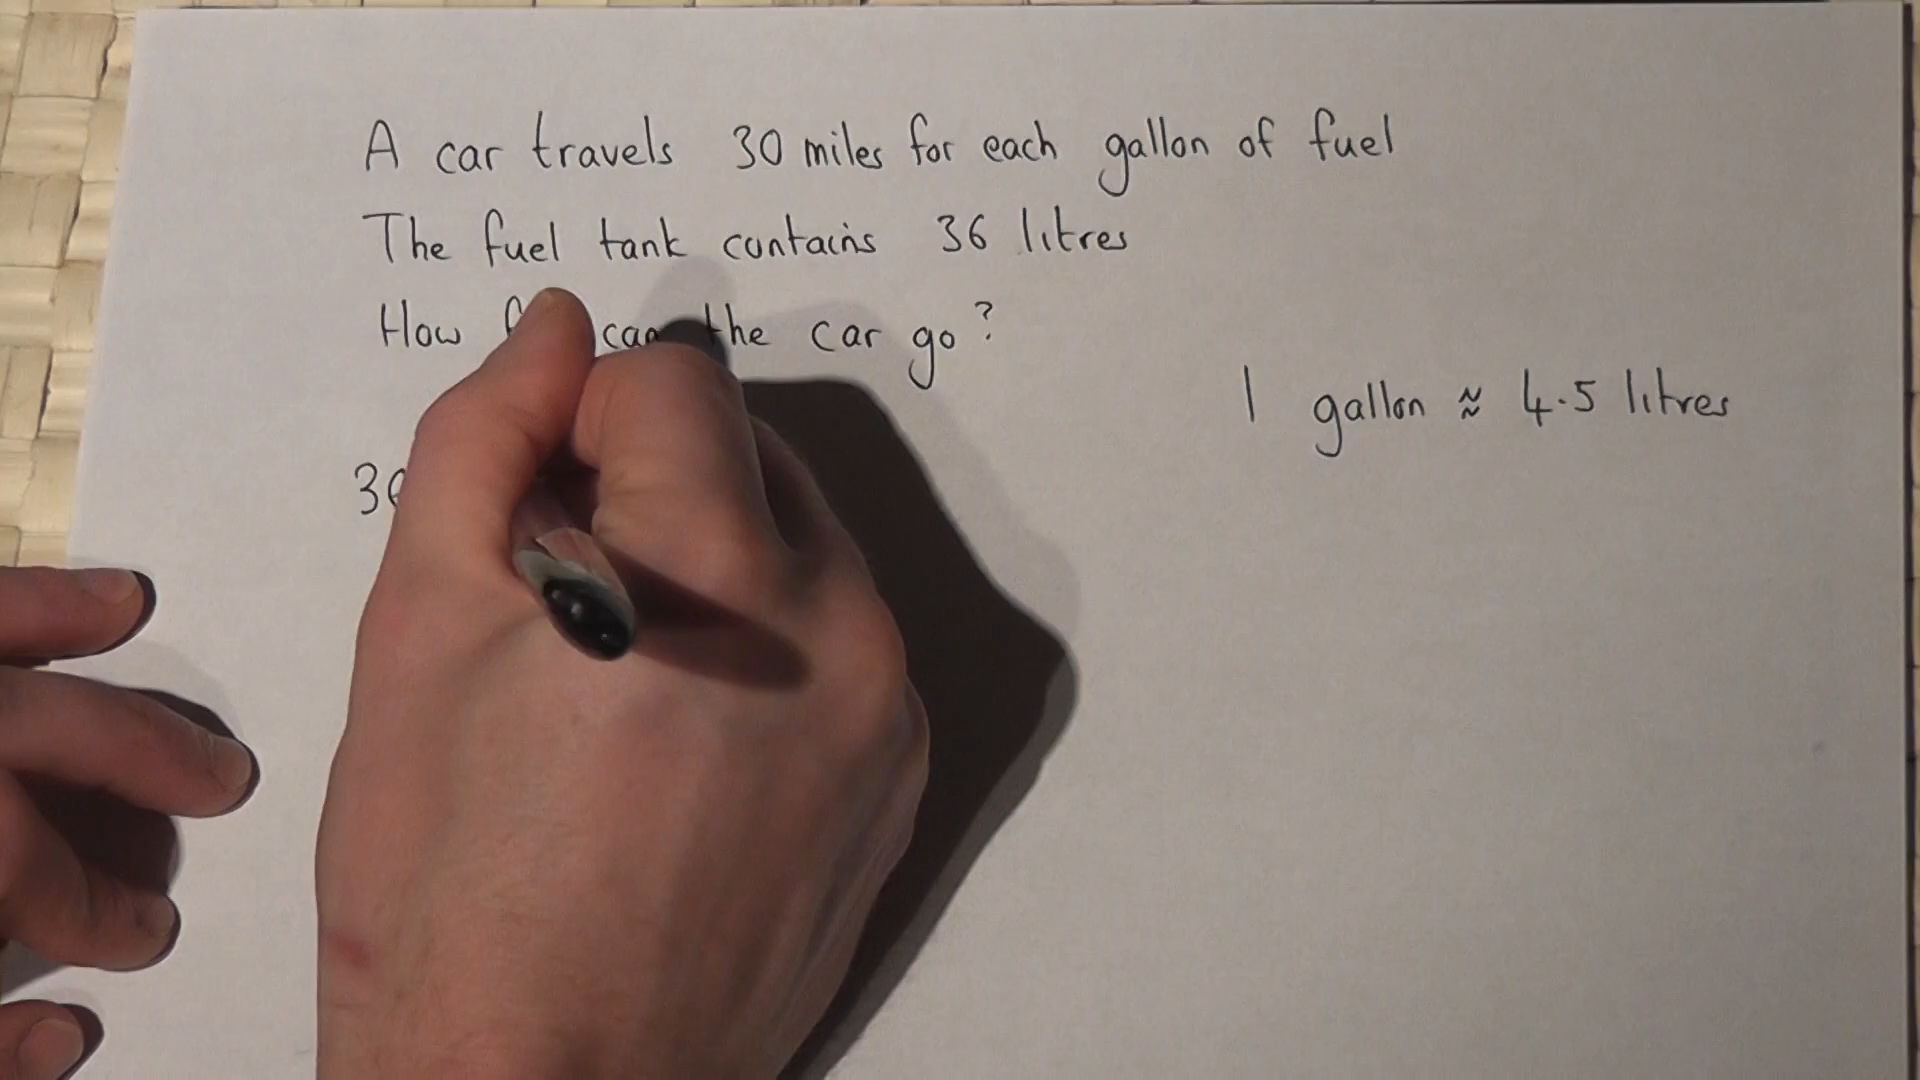 A car travels 30 miles for each gallon of fuel
The fuel tank contains 36 litres
How can the car go?
1 gallon ≈ 4.5 litres